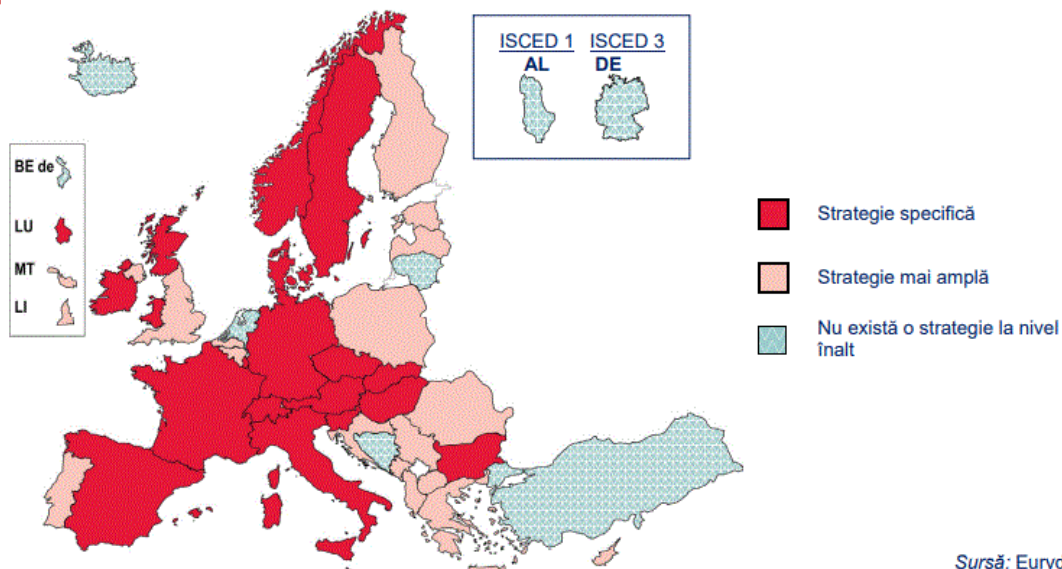 ISCED 1 ISCED 3
AL DE
BE de
LU
MT
LI
Strategie specifică
Strategie mai amplă
Nu există o strategie la nivel
înalt
Sursă: Euryd